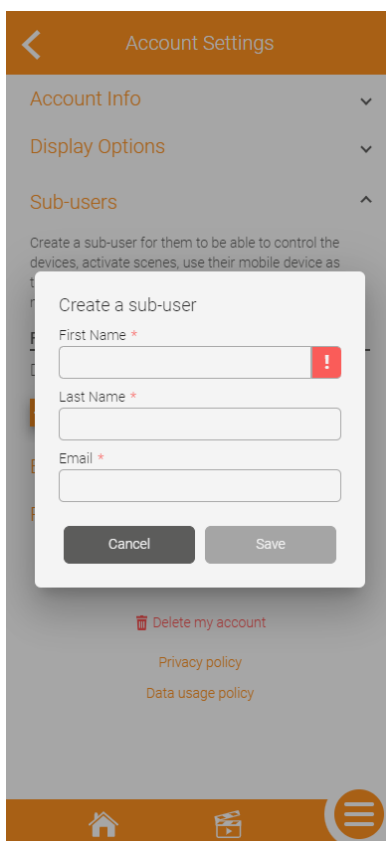 Account Settings
Account Info
Display Options
Sub-users
Create a sub-user for them to be able to control the
devices, activate scenes, use their mobile device as
Create a sub-user
First Name *
!
Last Name *
Email *
Cancel
Save
Delete my account
Privacy policy
Data usage policy